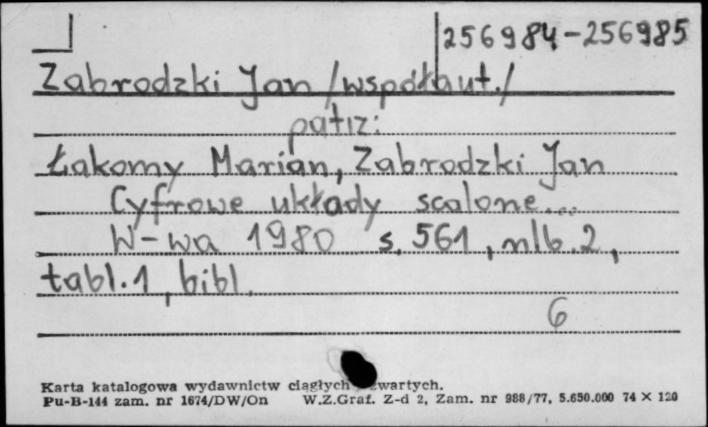 256984-256985
Zabrodzki Jan /współaut./
patrz:
Łakomy Marian, Zabrodzki Jan
Cyfrowe układy scalone...
W-wa 1980 s. 561, nlb. 2,
tabl. 1, bibl.
6
Karta katalogowa wydawnictw ciągłych zwartych.
Pu-B-144 zam. nr 1674/DW/On W.Z.Graf. Z-d 2, Zam. nr 988/77, 5.650.000 74 × 120